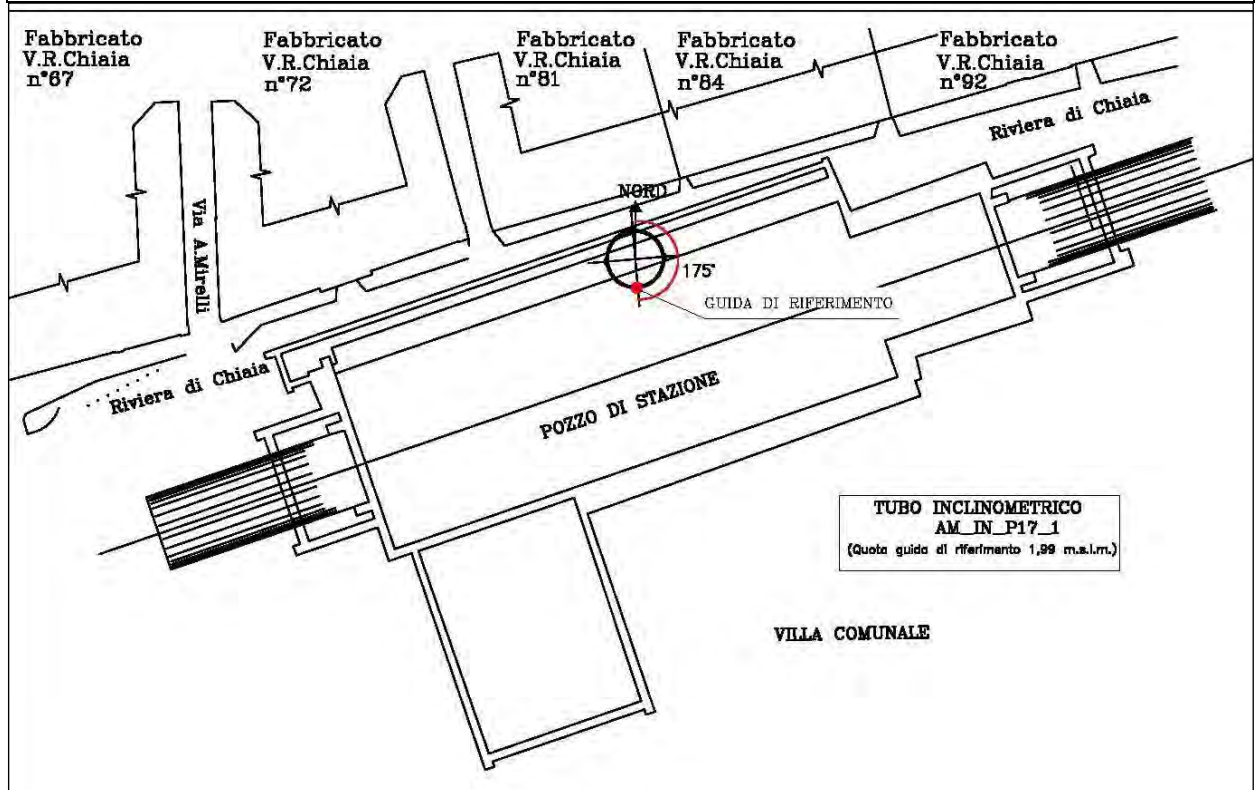 Fabbricato
V.R.Chiaia
n°67
Fabbricato
V.R.Chiaia
n°72
Fabbricato
V.R.Chiaia
n°81
Fabbricato
V.R.Chiaia
n°84
Fabbricato
V.R.Chiaia
n°92
Riviera di Chiaia
Via A.Mirelli
NORD
175°
GUIDA DI RIFERIMENTO
Riviera di Chiaia
POZZO DI STAZIONE
TUBO INCLINOMETRICO
AM_IN_P17_1
(Quota guida di riferimento 1,99 m.s.l.m.)
VILLA COMUNALE